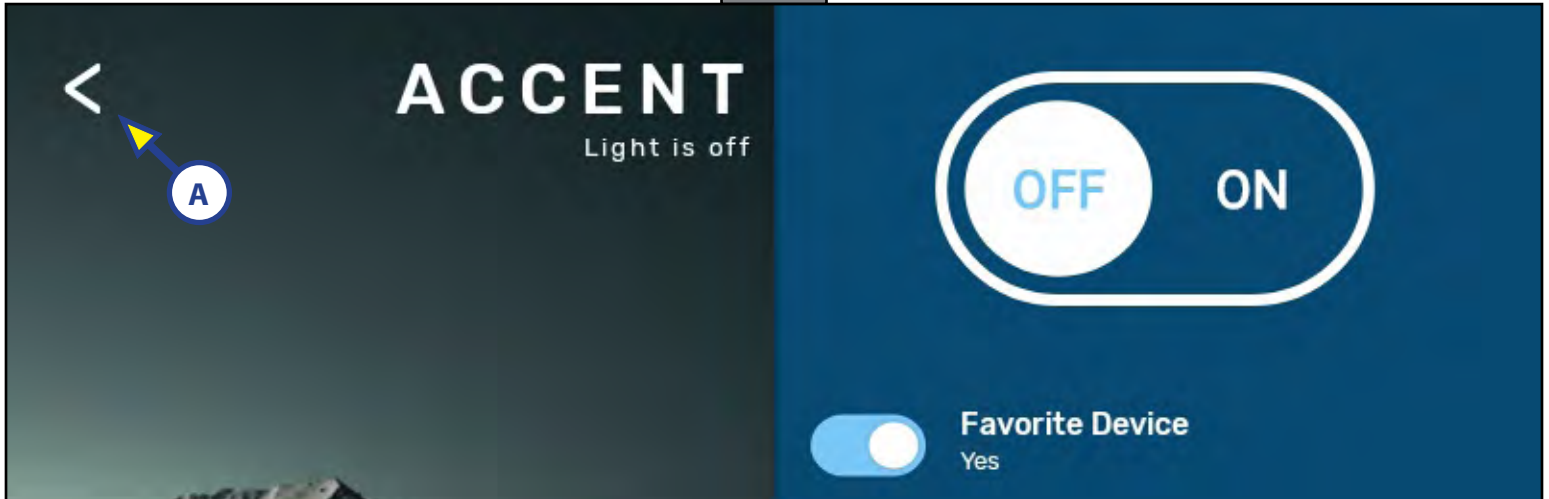 <
ACCENT
Light is off
A
OFF ON
Favorite Device
Yes